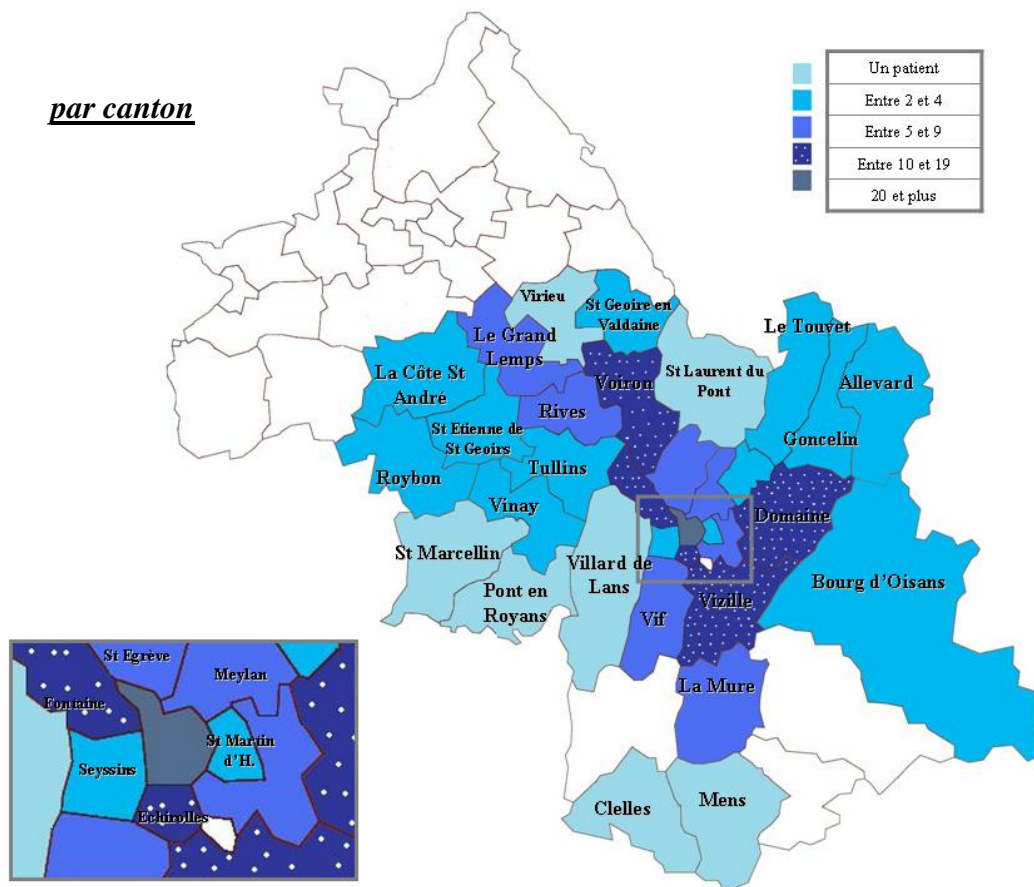 par canton
Un patient
Entre 2 et 4
Entre 5 et 9
Entre 10 et 19
20 et plus
Virieu
St Geoire en
Valdaine
Le Touvet
Le Grand
Lemps
La Côte St
André
Voiron
St Laurent du
Pont
Allevard
Rives
St Etienne de
St Geoirs
Goncelin
Tullins
Roybon
Vinay
Domaine
St Marcellin
Villard de
Lans
Bourg d'Oisans
Pont en
Royans
Vizille
Vif
La Mure
Clelles
Mens
St Egrève
Meylan
Fontaine
St Martin
d'H.
Seyssins
Echirolles